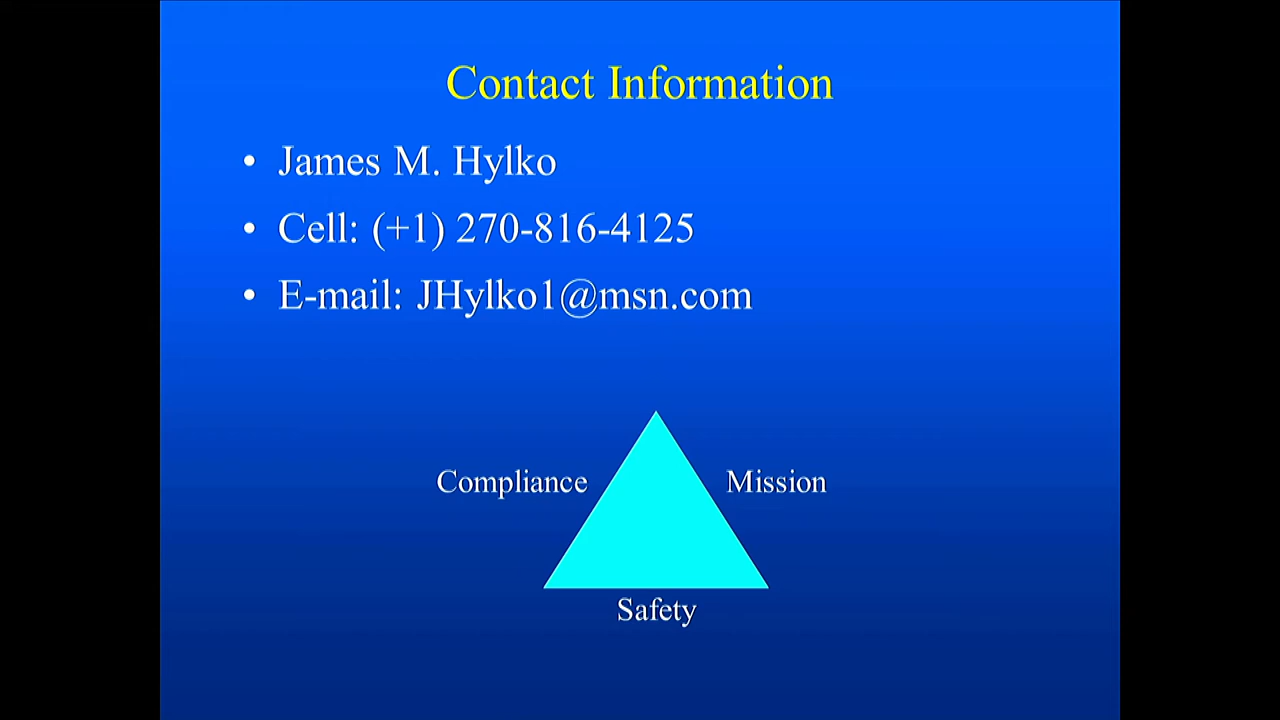 Contact Information
• James M. Hylko
• Cell: (+1) 270-816-4125
• E-mail: JHylko1@msn.com
Compliance
Mission
Safety